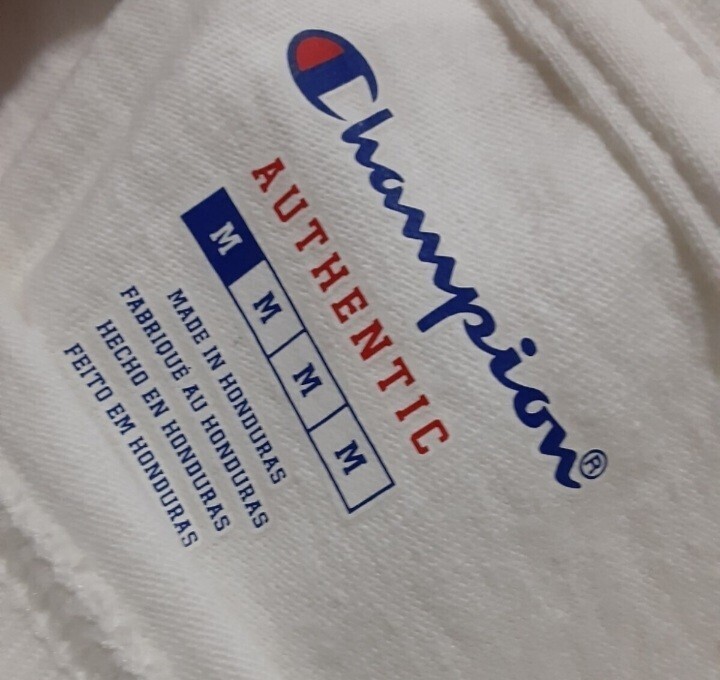 Champion®
AUTHENTIC
M M M M
MADE IN HONDURAS
FABRIQUÉ AU HONDURAS
HECHO EN HONDURAS
FEITO EM HONDURAS